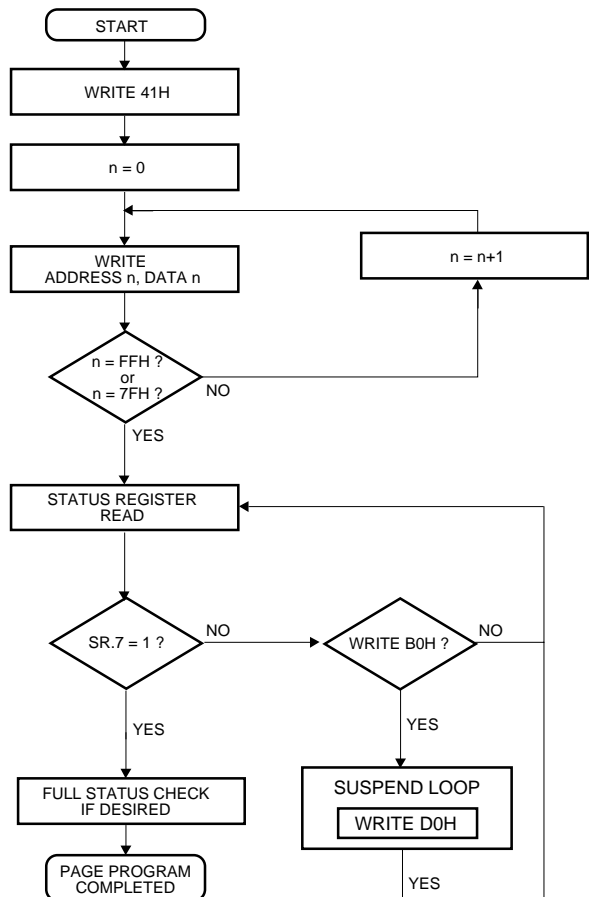 START
WRITE 41H
n = 0
WRITE
ADDRESS n, DATA n
n = n+1
n = FFH ?
or
n = 7FH ?
NO
YES
STATUS REGISTER
READ
SR.7 = 1 ?
NO
WRITE B0H ?
NO
YES
YES
FULL STATUS CHECK
IF DESIRED
SUSPEND LOOP
WRITE D0H
YES
PAGE PROGRAM
COMPLETED